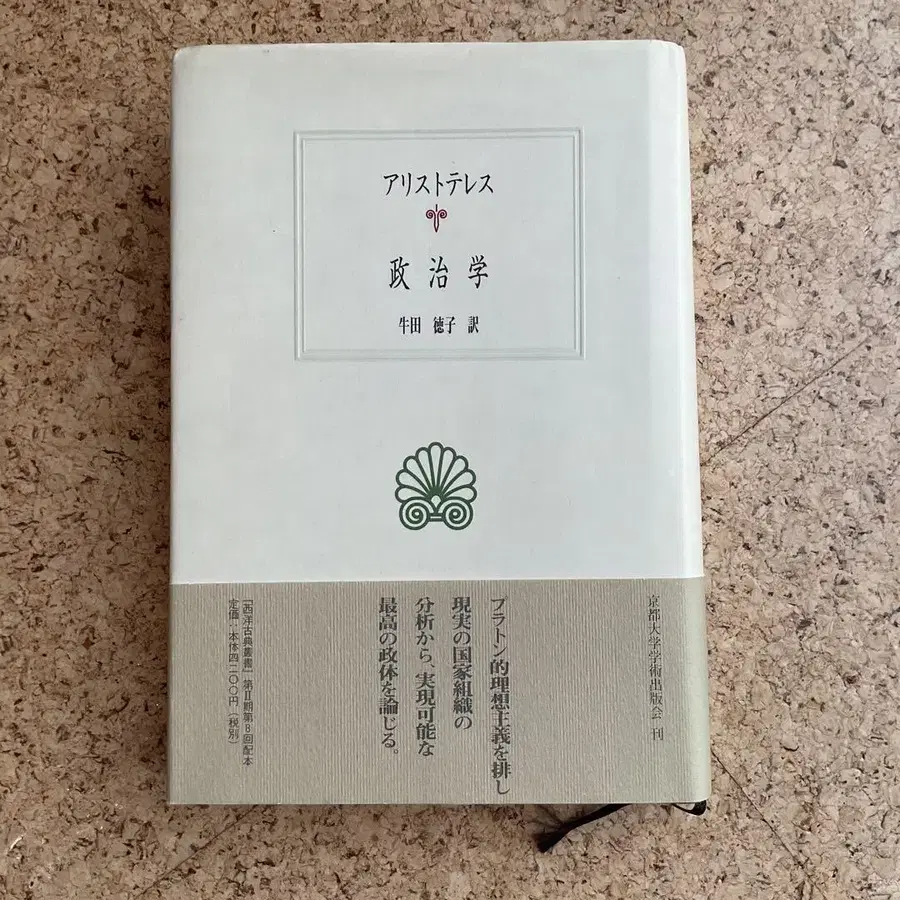 アリストテレス
政治学
牛田 徳子 訳
プラトン的理想主義を排し
現実の国家組織の
分析から、実現可能な
最高の政体を論じる。
京都大学学術出版会 刊
「西洋古典叢書」第Ⅱ期第8回配本
定価：本体四二〇〇円（税別）